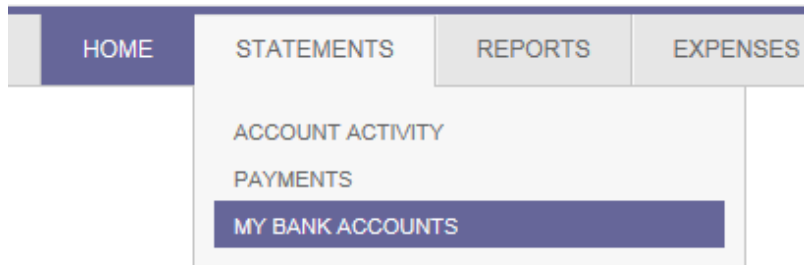 HOME STATEMENTS REPORTS EXPENSES
ACCOUNT ACTIVITY
PAYMENTS
MY BANK ACCOUNTS